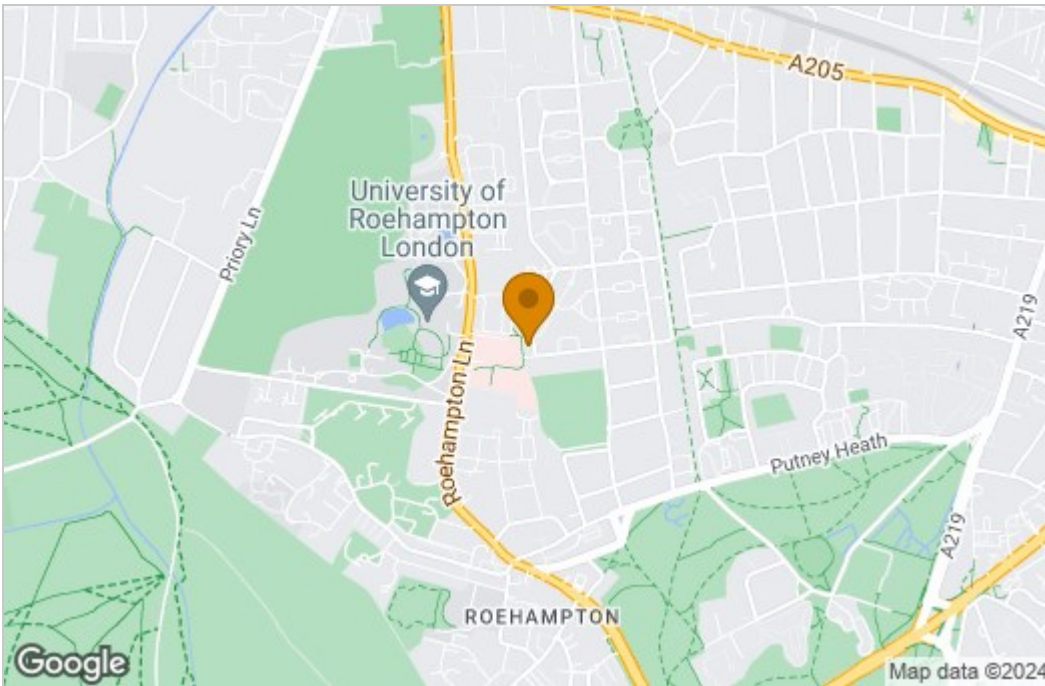 A205
University of
Roehampton
London
Priory Ln
A219
Roehampton Ln
Putney Heath
A219
ROEHAMPTON
Google
Map data ©2024